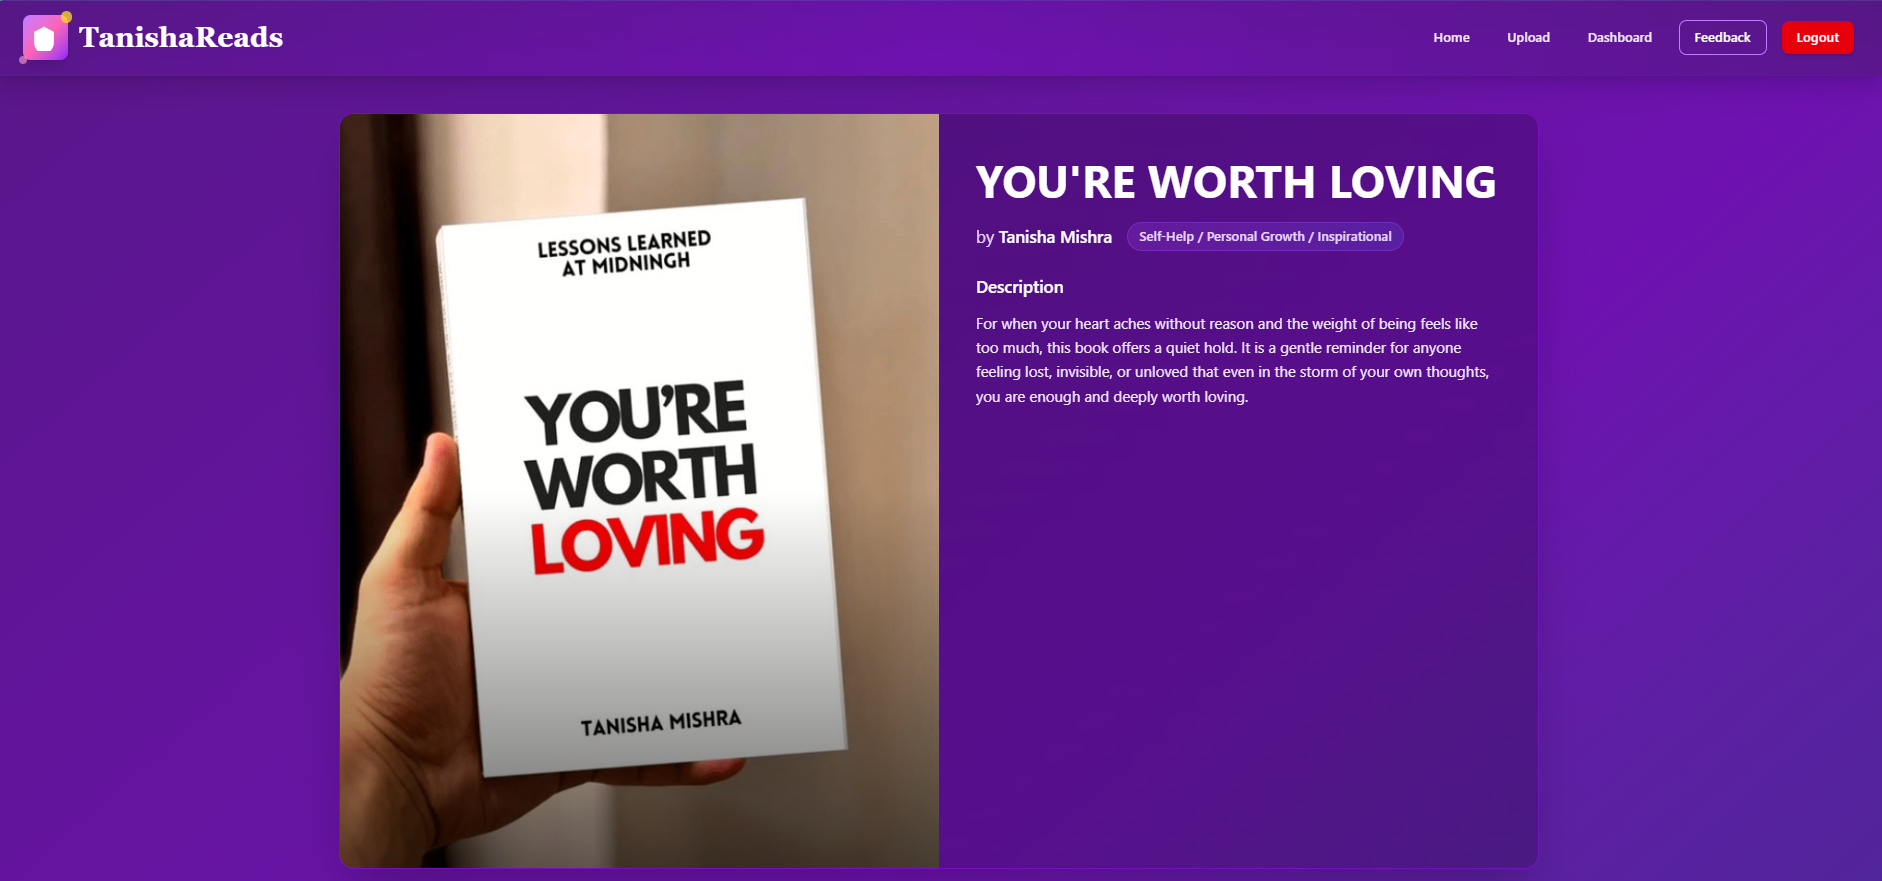 TanishaReads
Home
Upload
Dashboard
Feedback
Logout
LESSONS LEARNED
AT MIDNINGH
YOU'RE
WORTH
LOVING
TANISHA MISHRA
YOU'RE WORTH LOVING
by Tanisha Mishra
Self-Help / Personal Growth / Inspirational
Description
For when your heart aches without reason and the weight of being feels like
too much, this book offers a quiet hold. It is a gentle reminder for anyone
feeling lost, invisible, or unloved that even in the storm of your own thoughts,
you are enough and deeply worth loving.